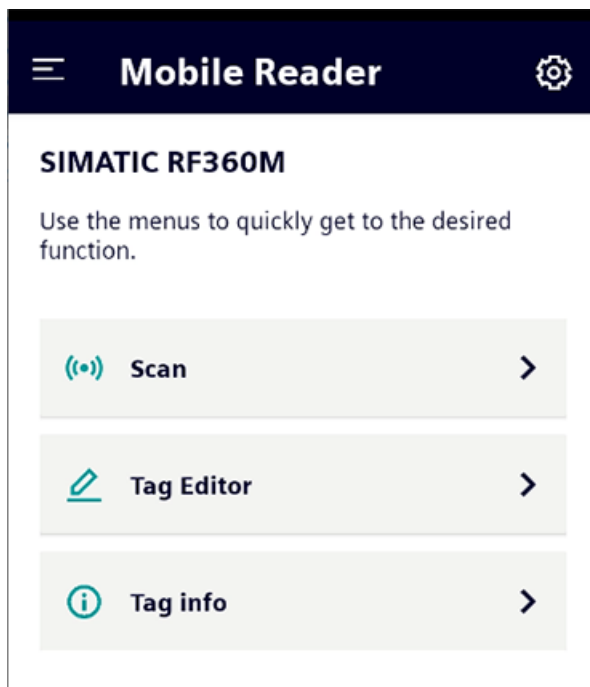 Mobile Reader
SIMATIC RF360M
Use the menus to quickly get to the desired
function.
Scan
Tag Editor
Tag info